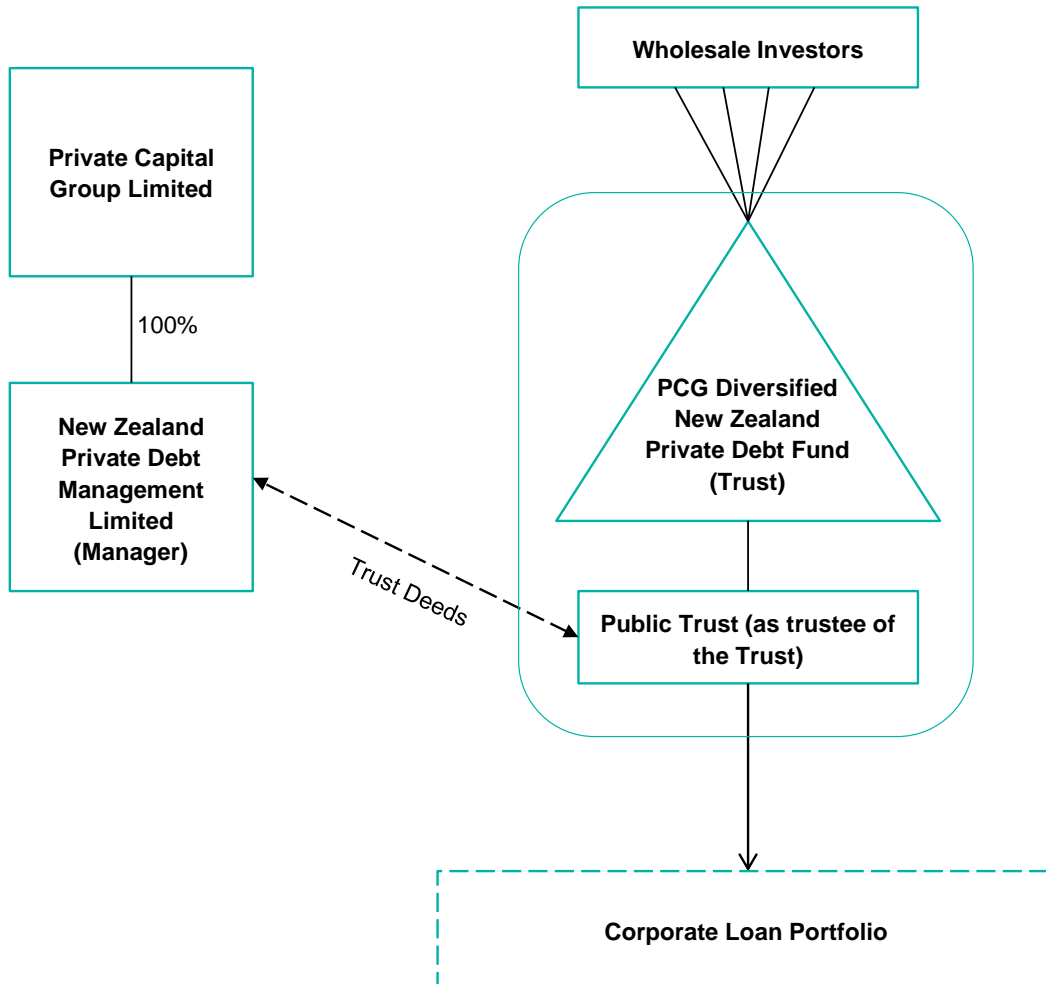 Wholesale Investors
Private Capital
Group Limited
100%
New Zealand
Private Debt
Management
Limited
(Manager)
Trust Deeds
PCG Diversified
New Zealand
Private Debt Fund
(Trust)
Public Trust (as trustee of
the Trust)
Corporate Loan Portfolio